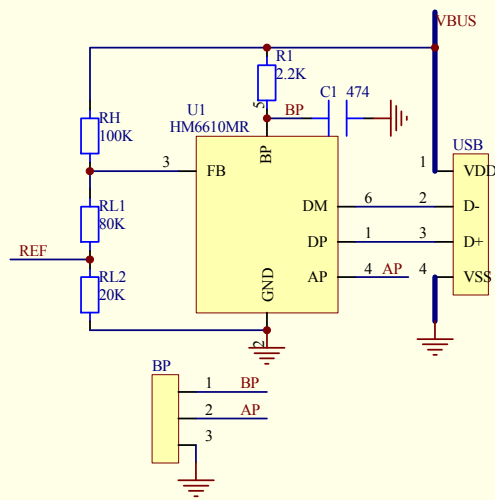 VBUS
R1
2.2K
C1 474
U1
HM6610MR
5
BP
RH
100K
USB
3
FB
BP
1
VDD
RL1
80K
DM
6
2
D-
DP
1
3
D+
REF
AP
4
AP
4
VSS
RL2
20K
GND
2
BP
1
BP
2
AP
3